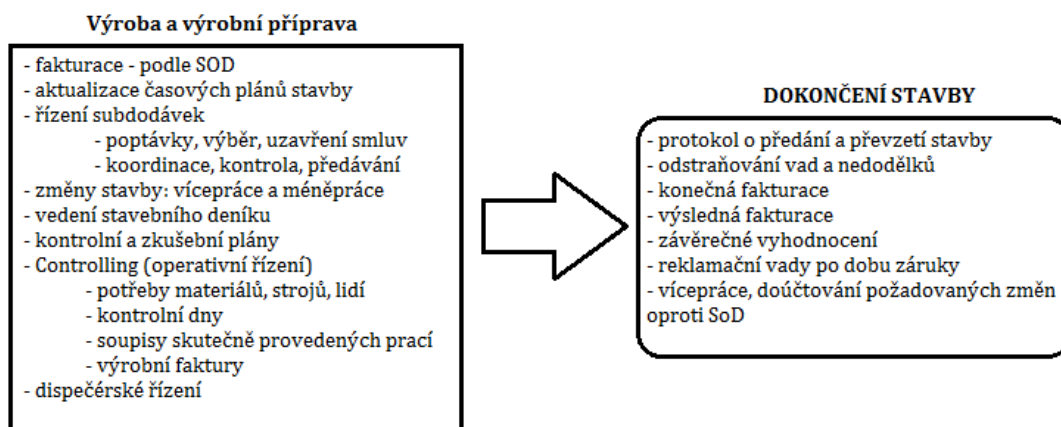 Výroba a výrobní příprava
- fakturace - podle SOD
- aktualizace časových plánů stavby
- řízení subdodávek
- poptávky, výběr, uzavření smluv
- koordinace, kontrola, předávání
- změny stavby: vícepráce a méněpráce
- vedení stavebního deníku
- kontrolní a zkušební plány
- Controlling (operativní řízení)
- potřeby materiálů, strojů, lidí
- kontrolní dny
- soupisy skutečně provedených prací
- výrobní faktury
- dispečérské řízení
DOKONČENÍ STAVBY
- protokol o předání a převzetí stavby
- odstraňování vad a nedodělků
- konečná fakturace
- výsledná fakturace
- závěrečné vyhodnocení
- reklamační vady po dobu záruky
- vícepráce, doúčtování požadovaných změn
oproti SoD